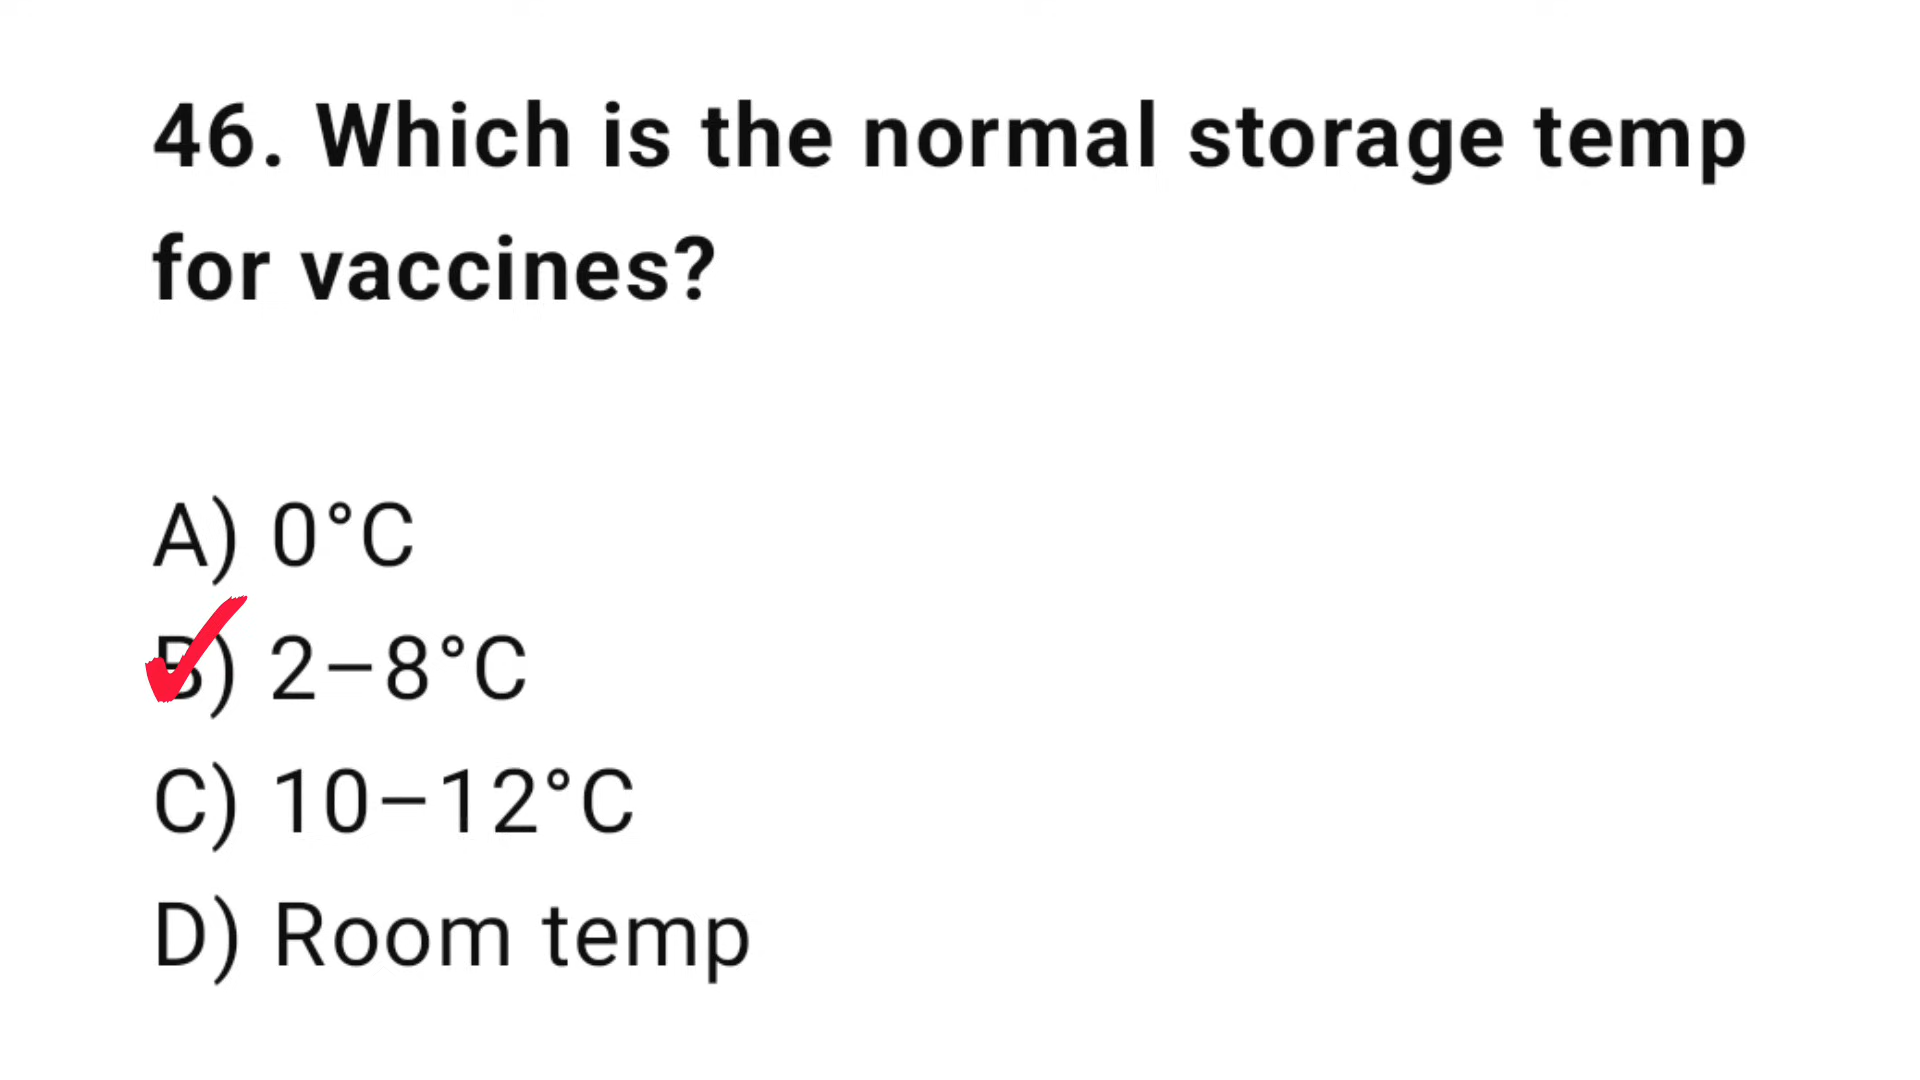 46. Which is the normal storage temp
for vaccines?
A) 0°C
B) 2–8°C
C) 10–12°C
D) Room temp